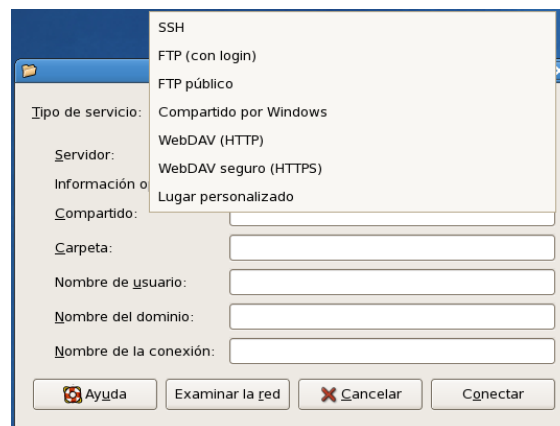 SSH
FTP (con login)
FTP público
Tipo de servicio:
Compartido por Windows
WebDAV (HTTP)
Servidor:
WebDAV seguro (HTTPS)
Información o
Lugar personalizado
Compartido:
Carpeta:
Nombre de usuario:
Nombre del dominio:
Nombre de la conexión:
Ayuda
Examinar la red
Cancelar
Conectar